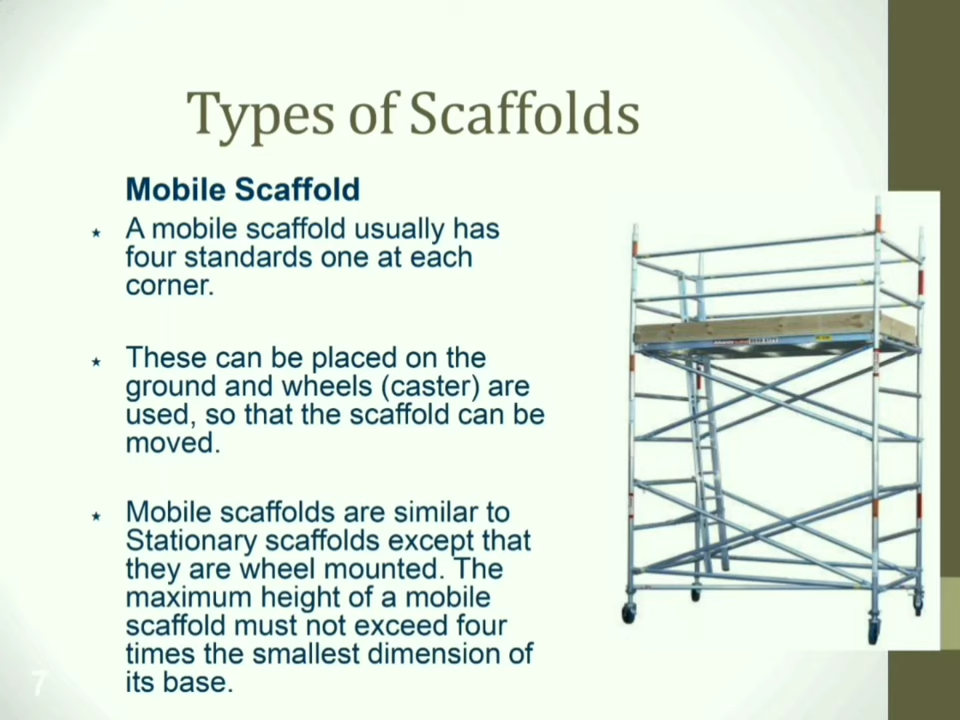 Types of Scaffolds
Mobile Scaffold
★ A mobile scaffold usually has
four standards one at each
corner.
★ These can be placed on the
ground and wheels (caster) are
used, so that the scaffold can be
moved.
★ Mobile scaffolds are similar to
Stationary scaffolds except that
they are wheel mounted. The
maximum height of a mobile
scaffold must not exceed four
times the smallest dimension of
its base.
7